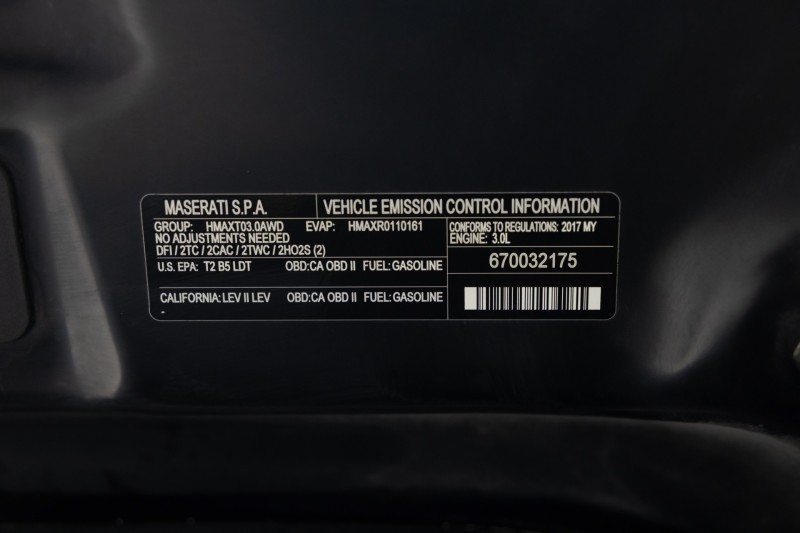 MASERATI S.P.A. VEHICLE EMISSION CONTROL INFORMATION
GROUP: HMAXT03.0AWD EVAP: HMAXR0110161
NO ADJUSTMENTS NEEDED
DFI / 2TC / 2CAC / 2TWC / 2HO2S (2)
CONFORMS TO REGULATIONS: 2017 MY
ENGINE: 3.0L
U.S. EPA: T2 B5 LDT OBD:CA OBD II FUEL:GASOLINE
670032175
CALIFORNIA: LEV II LEV OBD:CA OBD II FUEL:GASOLINE
-